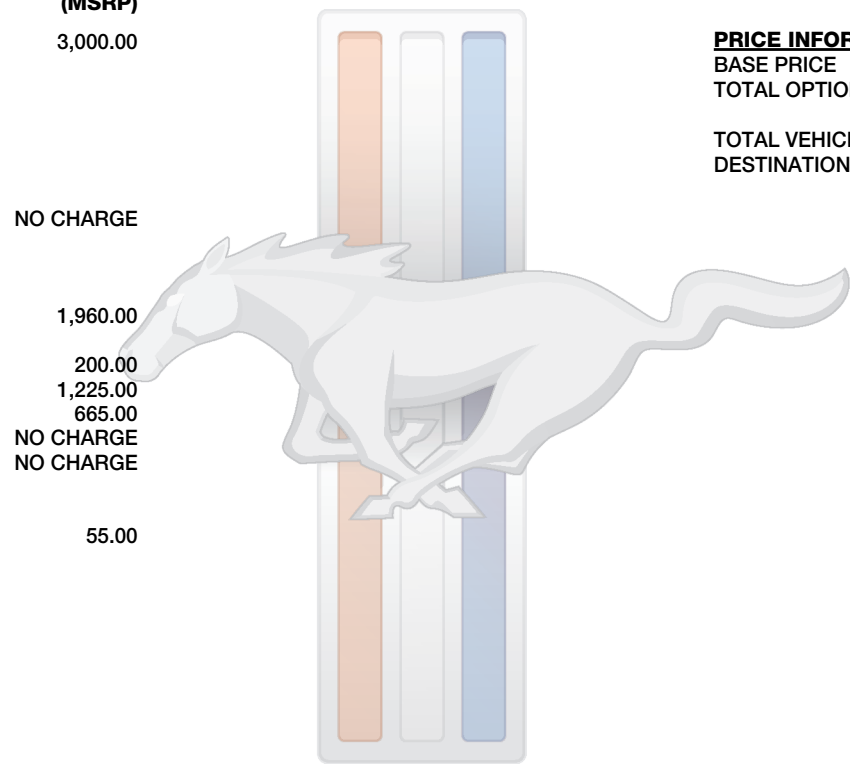 (MSRP)
3,000.00
NO CHARGE
1,960.00
200.00
1,225.00
665.00
NO CHARGE
NO CHARGE
55.00
PRICE INFOR
BASE PRICE
TOTAL OPTIO
TOTAL VEHICL
DESTINATION